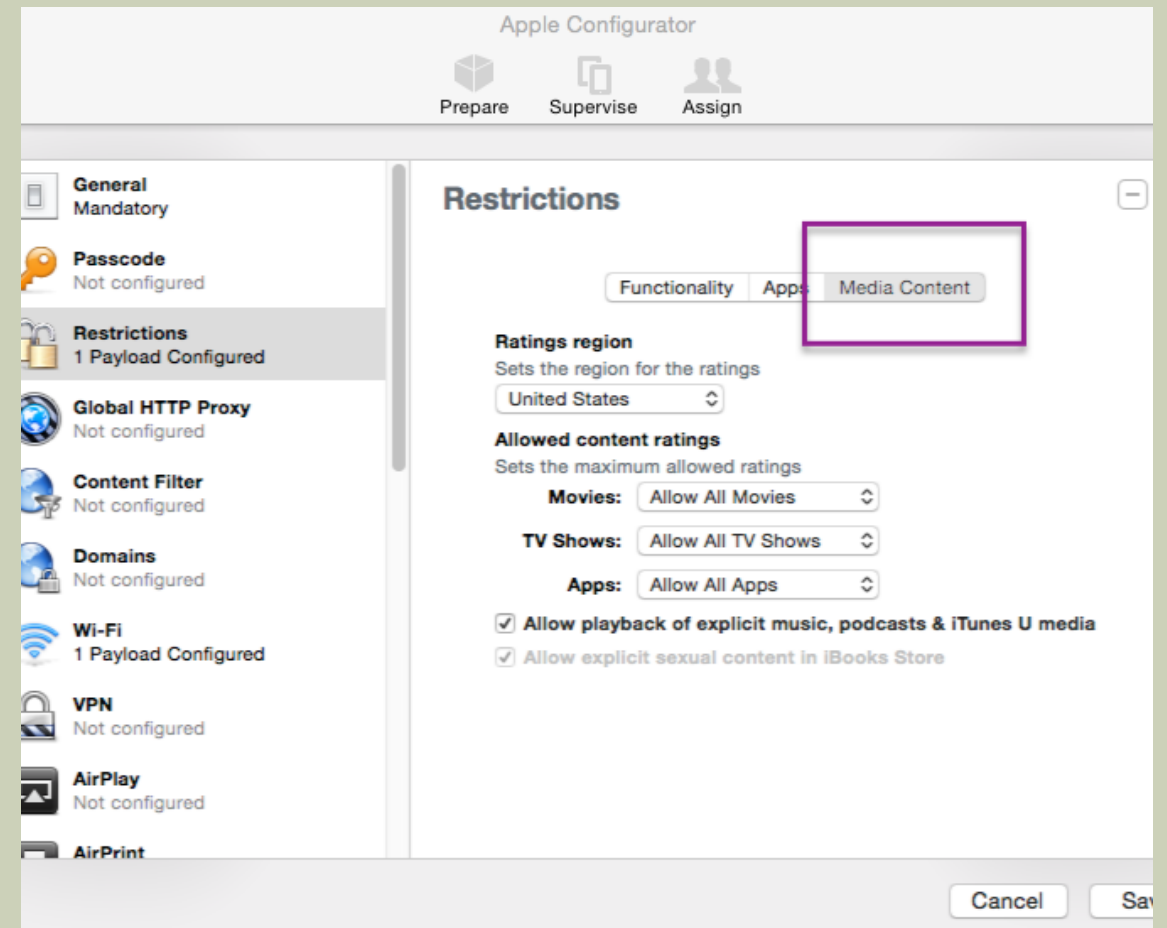 Apple Configurator
Prepare Supervise Assign
General
Mandatory
Passcode
Not configured
Restrictions
1 Payload Configured
Global HTTP Proxy
Not configured
Content Filter
Not configured
Domains
Not configured
Wi-Fi
1 Payload Configured
VPN
Not configured
AirPlay
Not configured
AirPrint
Restrictions
Functionality Apps Media Content
Ratings region
Sets the region for the ratings
United States
Allowed content ratings
Sets the maximum allowed ratings
Movies: Allow All Movies
TV Shows: Allow All TV Shows
Apps: Allow All Apps
Allow playback of explicit music, podcasts & iTunes U media
Allow explicit sexual content in iBooks Store
Cancel Sav